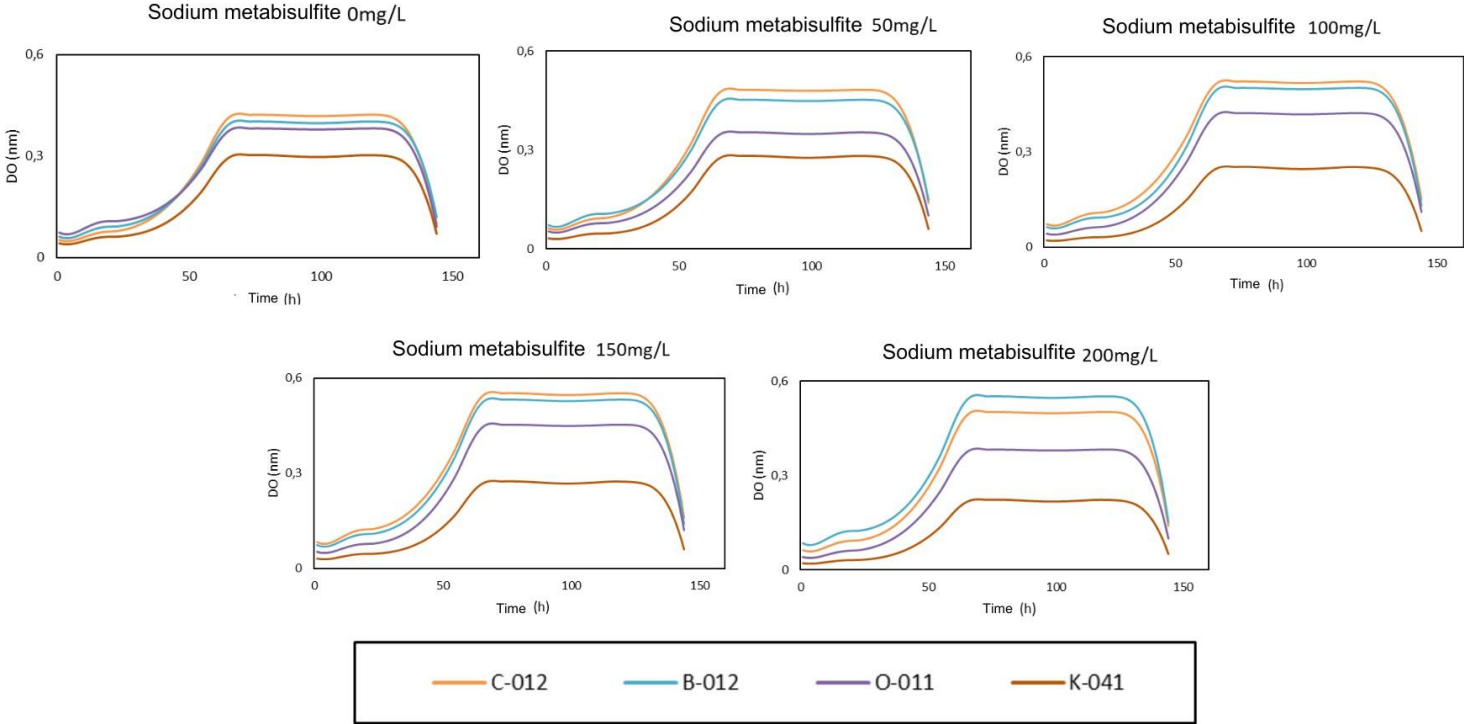 Sodium metabisulfite 0mg/L
0,6
0,3
0
DO (nm)
0 50 100 150
Time (h)
Sodium metabisulfite 50mg/L
0,6
0,3
0
DO (nm)
0 50 100 150
Time (h)
Sodium metabisulfite 100mg/L
0,6
0,3
0
DO (nm)
0 50 100 150
Time (h)
Sodium metabisulfite 150mg/L
0,6
0,3
0
DO (nm)
0 50 100 150
Time (h)
Sodium metabisulfite 200mg/L
0,6
0,3
0
DO (nm)
0 50 100 150
Time (h)
C-012 B-012 O-011 K-041